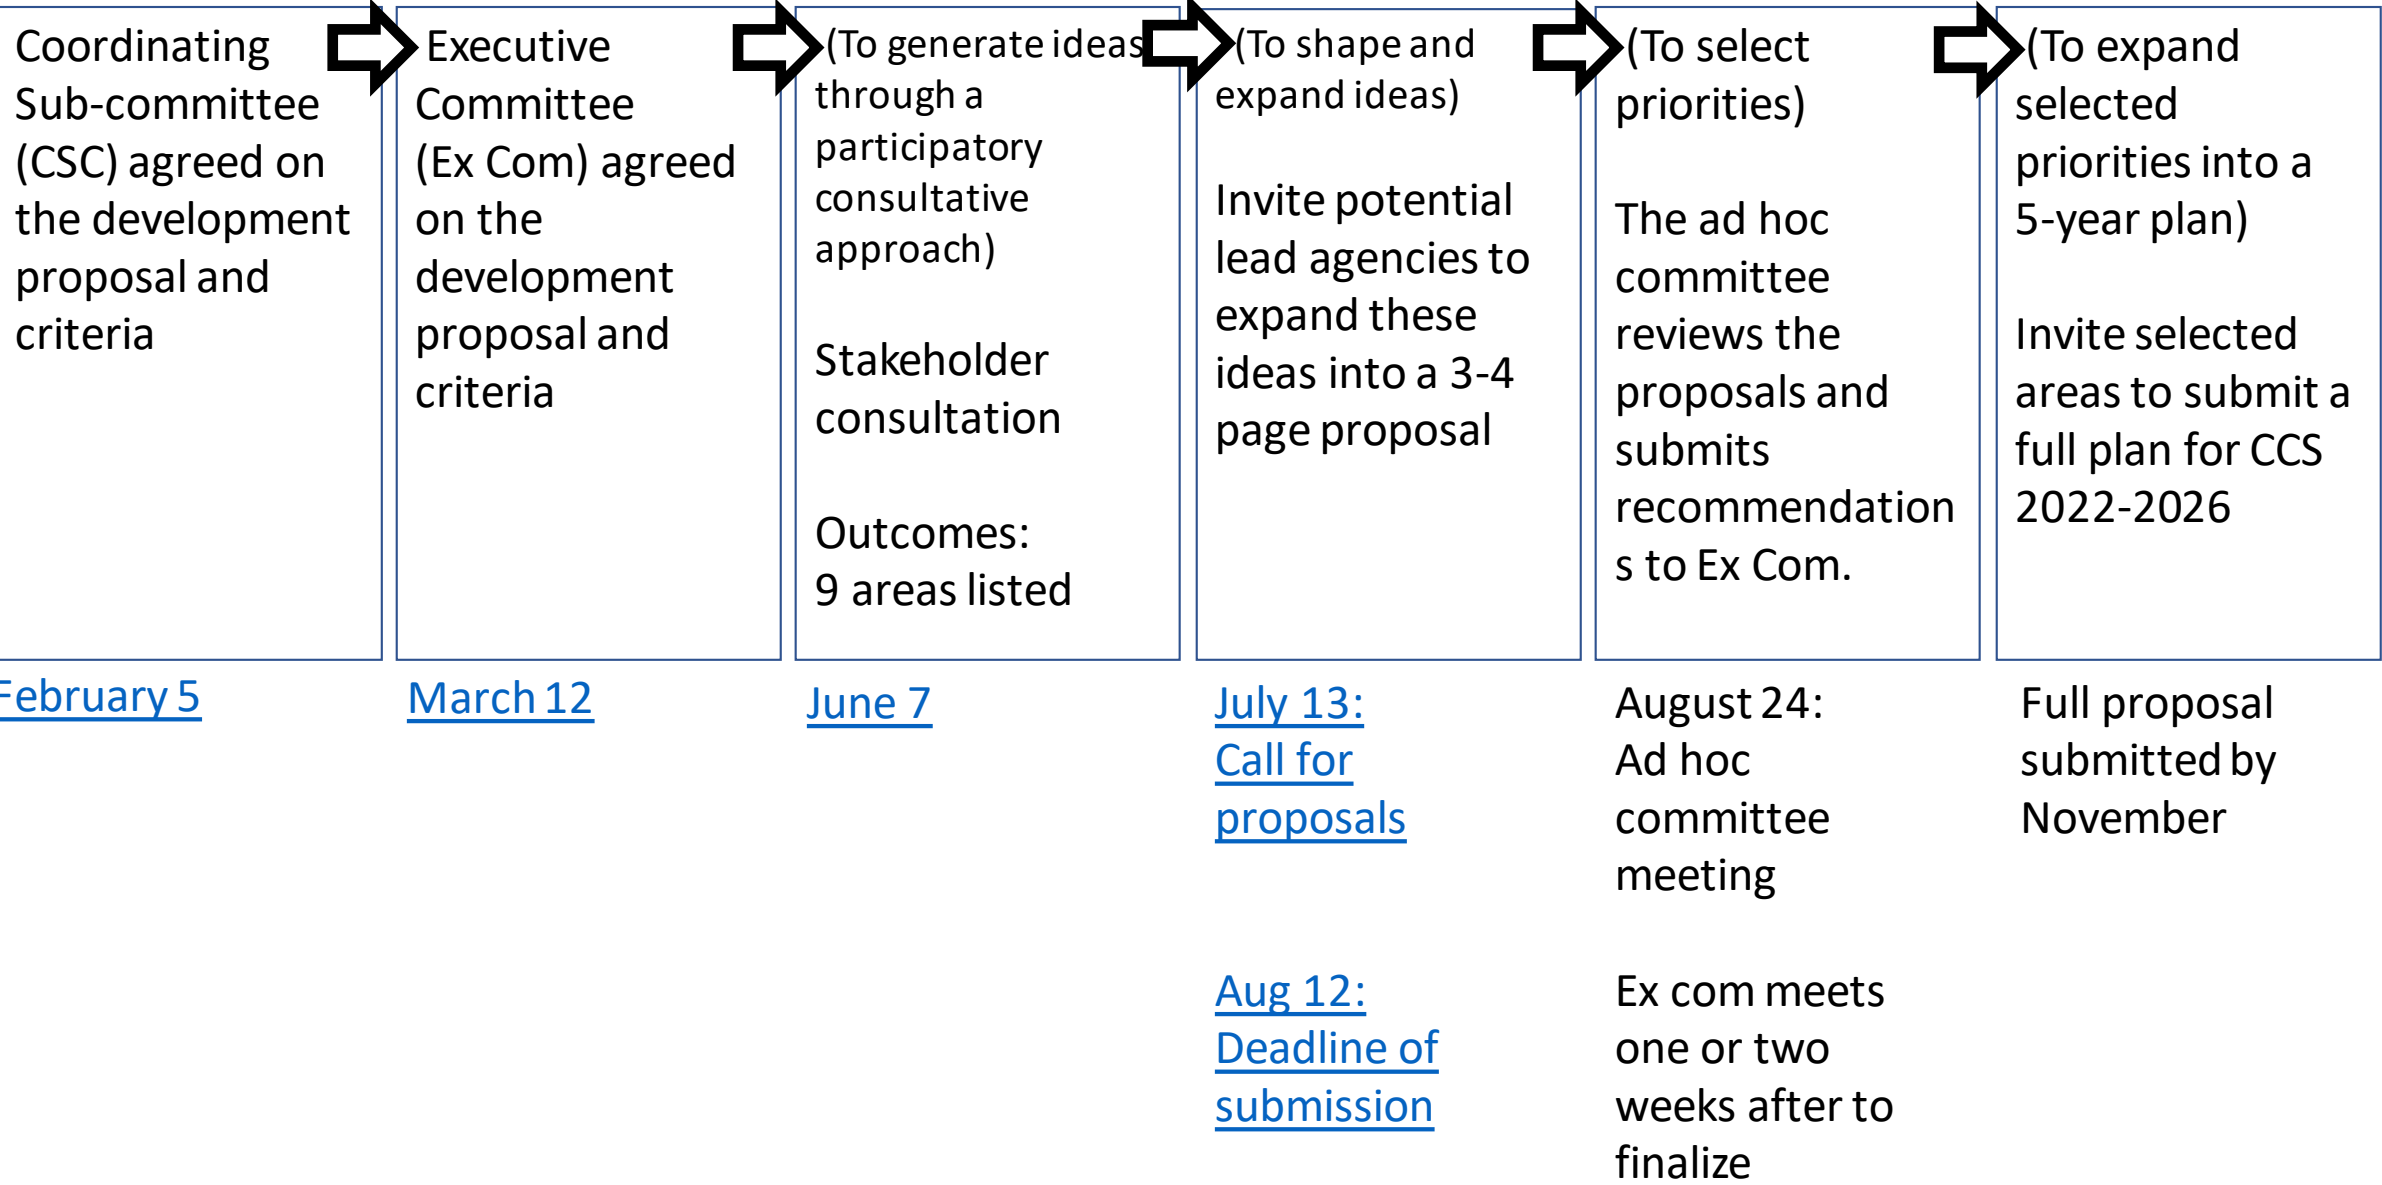 Coordinating
Sub-committee
(CSC) agreed on
the development
proposal and
criteria
Executive
Committee
(Ex Com) agreed
on the
development
proposal and
criteria
(To generate ideas
through a
participatory
consultative
approach)
Stakeholder
consultation
Outcomes:
9 areas listed
(To shape and
expand ideas)
Invite potential
lead agencies to
expand these
ideas into a 3-4
page proposal
(To select
priorities)
The ad hoc
committee
reviews the
proposals and
submits
recommendation
s to Ex Com.
(To expand
selected
priorities into a
5-year plan)
Invite selected
areas to submit a
full plan for CCS
2022-2026
February 5
March 12
June 7
July 13:
Call for
proposals
Aug 12:
Deadline of
submission
August 24:
Ad hoc
committee
meeting
Ex com meets
one or two
weeks after to
finalize
Full proposal
submitted by
November